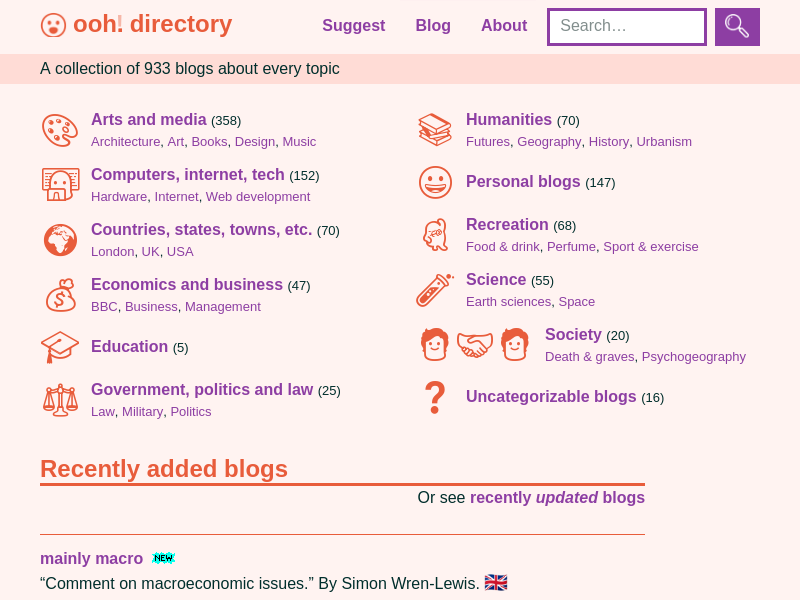 ooh! directory
Suggest
Blog
About
Search…
A collection of 933 blogs about every topic
Arts and media (358)
Architecture, Art, Books, Design, Music
Computers, internet, tech (152)
Hardware, Internet, Web development
Countries, states, towns, etc. (70)
London, UK, USA
Economics and business (47)
BBC, Business, Management
Education (5)
Government, politics and law (25)
Law, Military, Politics
Humanities (70)
Futures, Geography, History, Urbanism
Personal blogs (147)
Recreation (68)
Food & drink, Perfume, Sport & exercise
Science (55)
Earth sciences, Space
Society (20)
Death & graves, Psychogeography
Uncategorizable blogs (16)
Recently added blogs
Or see recently updated blogs
mainly macro NEW
“Comment on macroeconomic issues.” By Simon Wren-Lewis.